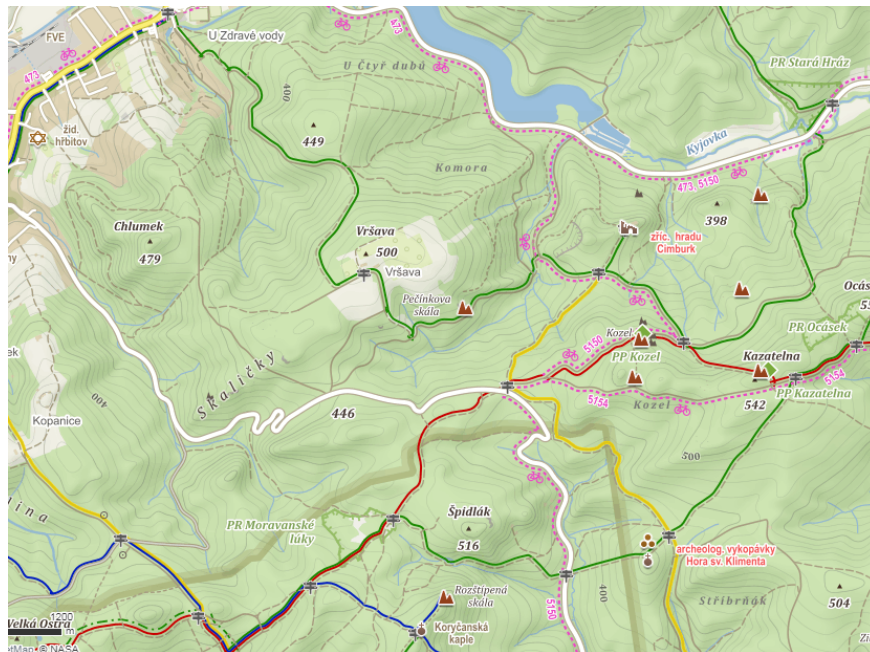 473
U Zdravé vody
FVE
473
U Čtyř dubů
PR Stará Hráz
400
žid.
hřbitov
449
Kyjovka
Komora
473, 5150
Chlumek
479
Vršava
500
Vršava
398
zříc. hradu
Cimburk
Pečínkova
skála
Kozel
5150
PP Kozel
PR Ocásek
Kazatelna
5154
5154
PP Kazatelna
542
Kozel
Skaličky
400
446
Kopanice
500
Špidlák
516
PR Moravanské
lúky
archeolog. vykopávky
Hora sv. Klimenta
Rozštípená
skála
5150
400
Stříbrňák
504
1200
m
Velká Ostrá
Koryčanská
kaple
© NASA